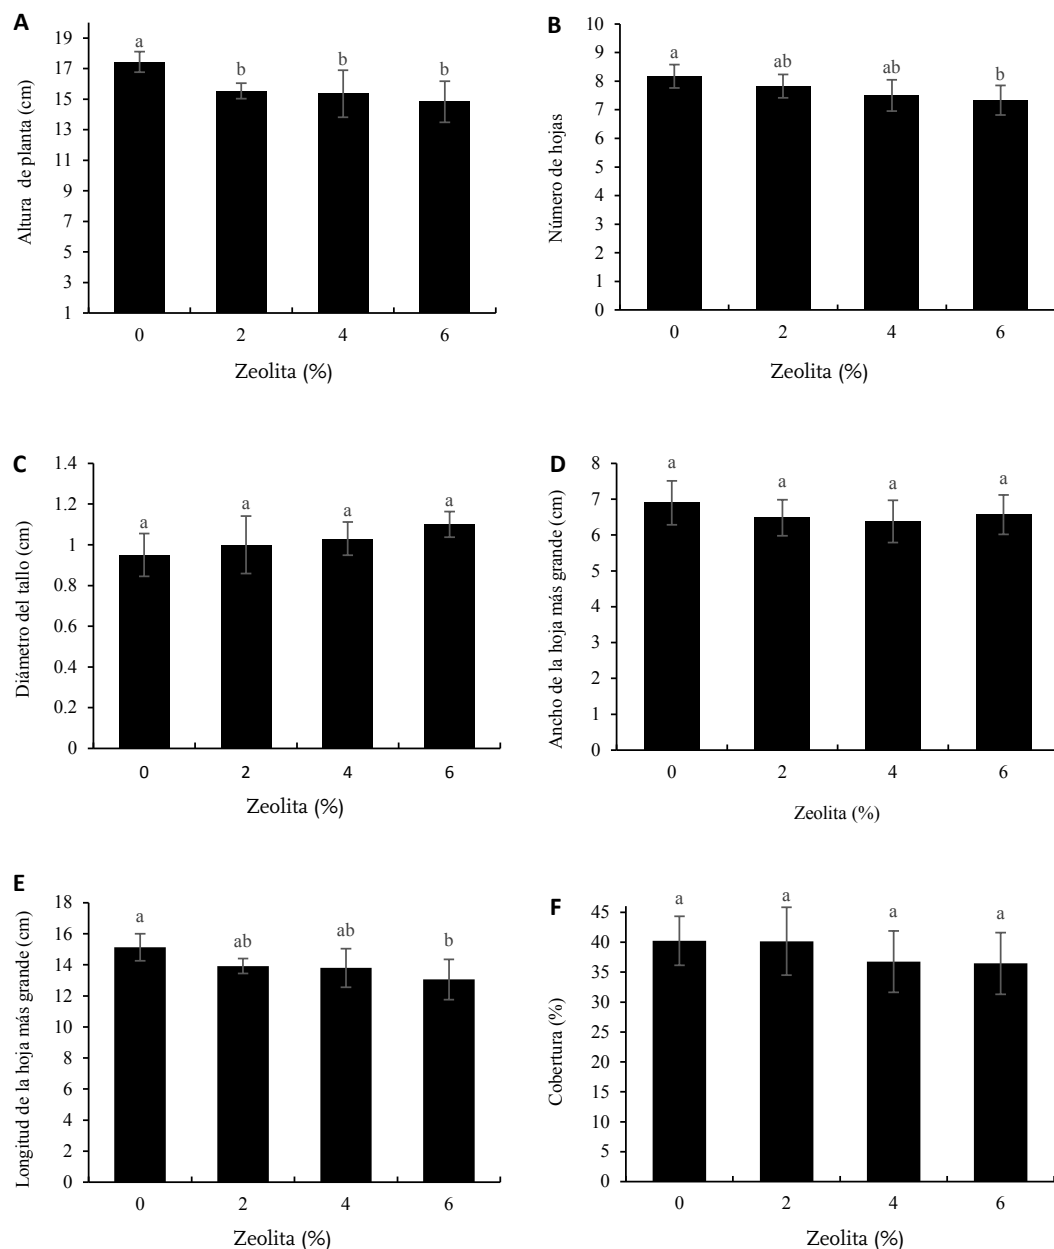 A
Altura de planta (cm)
19
17
15
13
11
9
7
5
3
1
a
b
b
b
0 2 4 6
Zeolita (%)
B
Número de hojas
10
9
8
7
6
5
4
3
2
1
0
a
ab
ab
b
0 2 4 6
Zeolita (%)
C
Diámetro del tallo (cm)
1.4
1.2
1
0.8
0.6
0.4
0.2
0
a
a
a
a
0 2 4 6
Zeolita (%)
D
Ancho de la hoja más grande (cm)
8
7
6
5
4
3
2
1
0
a
a
a
a
0 2 4 6
Zeolita (%)
E
Longitud de la hoja más grande (cm)
18
16
14
12
10
8
6
4
2
0
a
ab
ab
b
0 2 4 6
Zeolita (%)
F
Cobertura (%)
45
40
35
30
25
20
15
10
5
0
a
a
a
a
0 2 4 6
Zeolita (%)